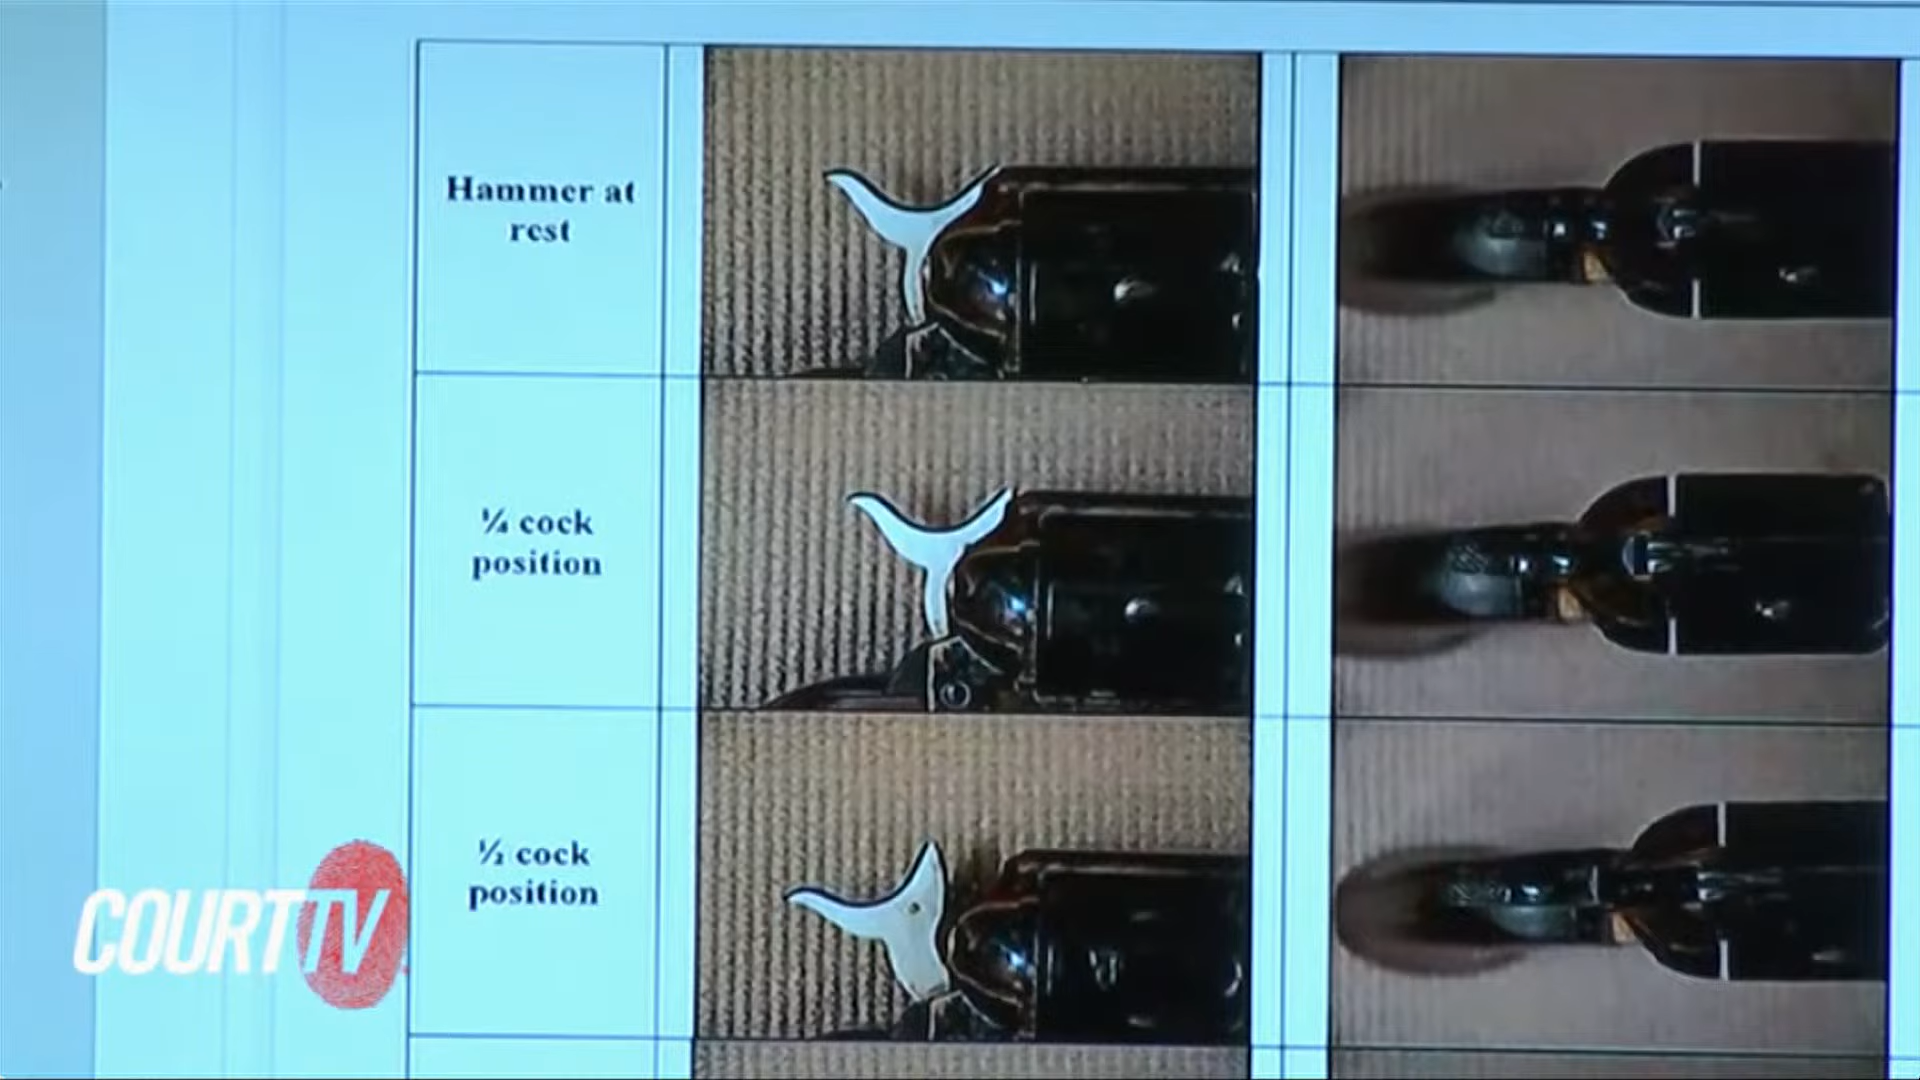 Hammer at
rest
¼ cock
position
½ cock
position
COURT TV